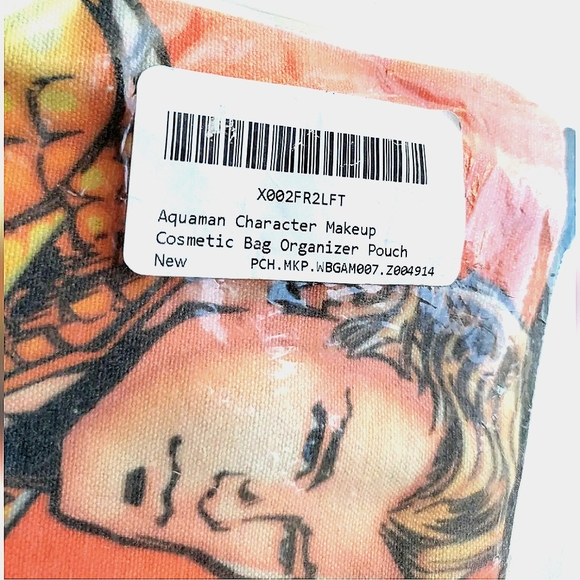 X002FR2LFT
Aquaman Character Makeup
Cosmetic Bag Organizer Pouch
New PCH.MKP.WBGAM007.Z004914